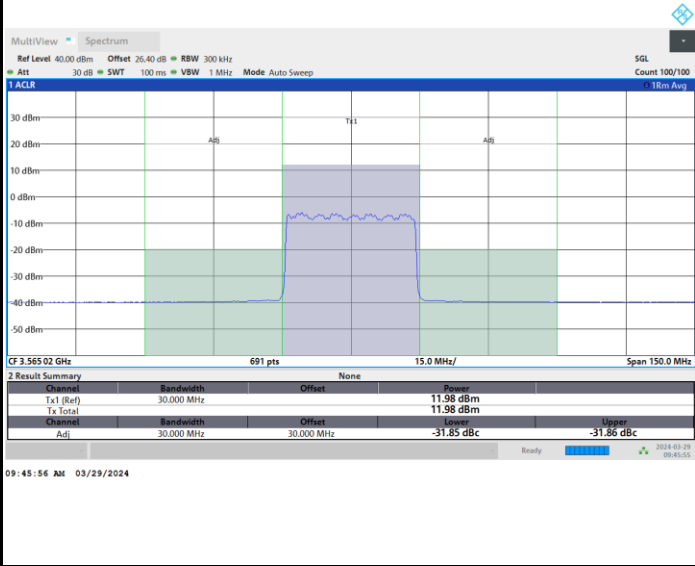 MultiView Spectrum
Ref Level 40.00 dBm Offset 26.40 dB RBW 300 kHz SGL
Att 30 dB SWT 100 ms VBW 1 MHz Mode Auto Sweep Count 100/100
1 ACLR 1Rm Avg
30 dBm
Tx1
20 dBm Adj Adj
10 dBm
0 dBm
-10 dBm
-20 dBm
-30 dBm
-40 dBm
-50 dBm
CF 3.56502 GHz 691 pts 15.0 MHz/ Span 150.0 MHz
2 Result Summary None
Channel Bandwidth Offset Power
Tx1 (Ref) 30.000 MHz 11.98 dBm
Tx Total 11.98 dBm
Channel Bandwidth Offset Lower Upper
Adj 30.000 MHz 30.000 MHz -31.85 dBc -31.86 dBc
Ready 2024-03-29
09:45:55
09:45:56 AM 03/29/2024